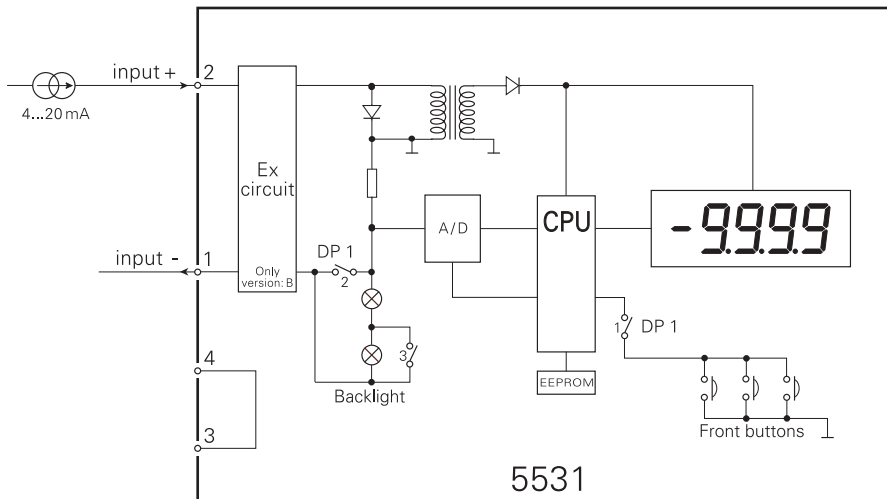 input +
2
4...20 mA
Ex
circuit
Only
version: B
input -
1
DP 1
2
3
Backlight
4
3
A/D
CPU
EEPROM
-9.9.9.9
1
DP 1
Front buttons
5531